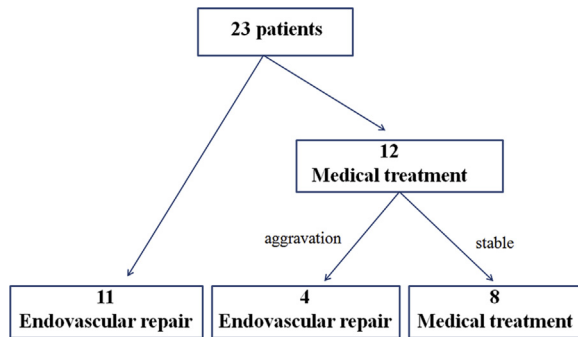 23 patients
12
Medical treatment
aggravation
stable
11
Endovascular repair
4
Endovascular repair
8
Medical treatment